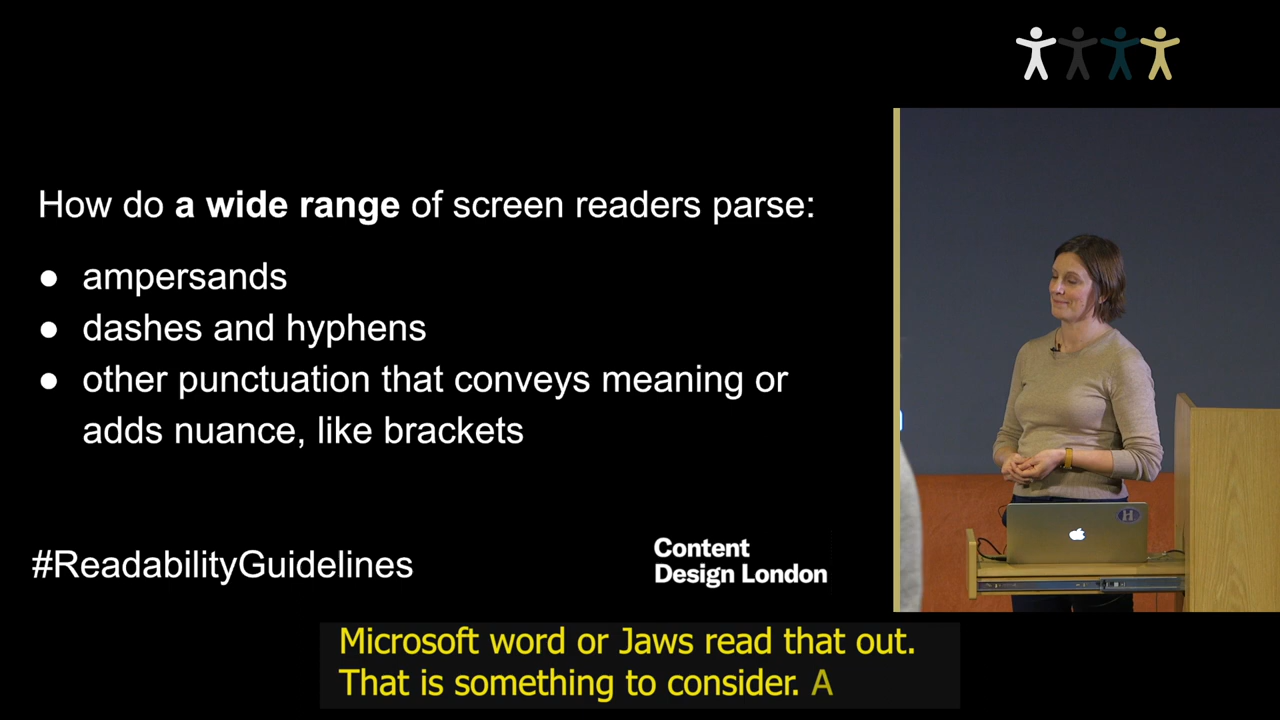 How do a wide range of screen readers parse:
● ampersands
● dashes and hyphens
● other punctuation that conveys meaning or
adds nuance, like brackets
#ReadabilityGuidelines
Content
Design London
H
Microsoft word or Jaws read that out.
That is something to consider. A